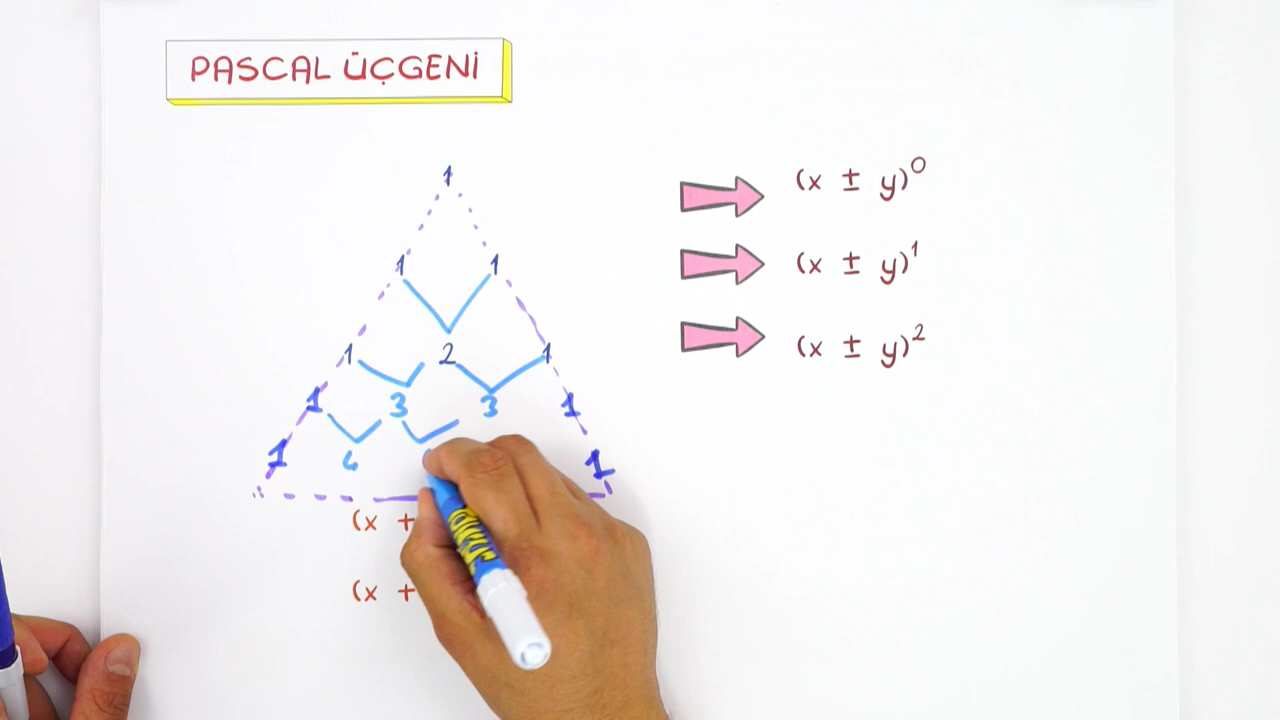 PASCAL ÜÇGENİ
1
(x ± y)⁰
1 1
(x ± y)¹
1 2 1
(x ± y)²
1 3 3 1
1 4 1
(x +
(x +